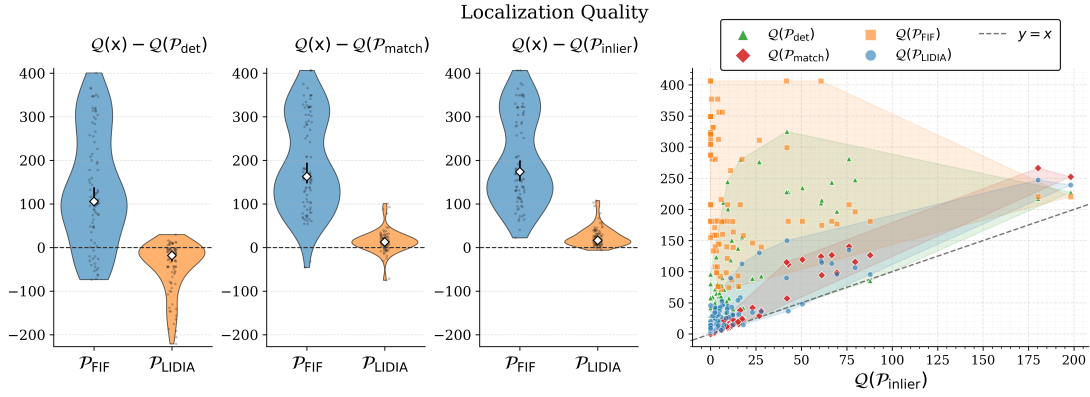 Localization Quality
𝒬(x) − 𝒬(𝒫det)
400
300
200
100
0
−100
−200
𝒫FIF 𝒫LIDIA
𝒬(x) − 𝒬(𝒫match)
400
300
200
100
0
−100
−200
𝒫FIF 𝒫LIDIA
𝒬(x) − 𝒬(𝒫inlier)
400
300
200
100
0
−100
−200
𝒫FIF 𝒫LIDIA
𝒬(𝒫det) 𝒬(𝒫FIF) y = x
𝒬(𝒫match) 𝒬(𝒫LIDIA)
400
350
300
250
200
150
100
50
0
0 25 50 75 100 125 150 175 200
𝒬(𝒫inlier)